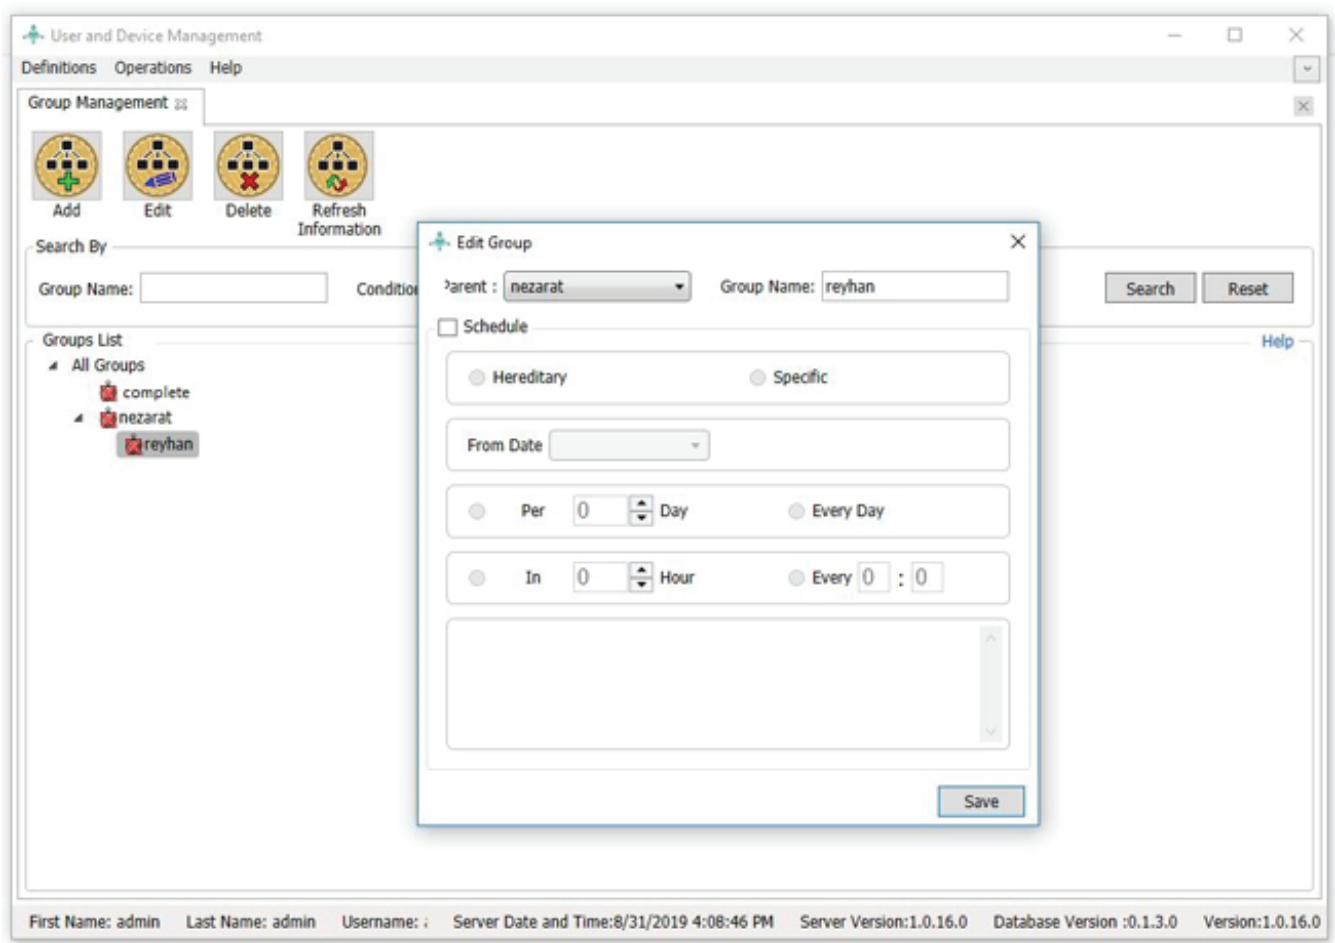 User and Device Management
Definitions Operations Help
Group Management
Add Edit Delete Refresh Information
Search By
Group Name: Search Reset
Groups List Help
All Groups
complete
nezarat
reyhan
Edit Group
nezarat Group Name: reyhan
Schedule
Hereditary Specific
From Date
Per 0 Day Every Day
In 0 Hour Every 0 : 0
Save
First Name: admin Last Name: admin Username: Server Date and Time:8/31/2019 4:08:46 PM Server Version:1.0.16.0 Database Version :0.1.3.0 Version:1.0.16.0